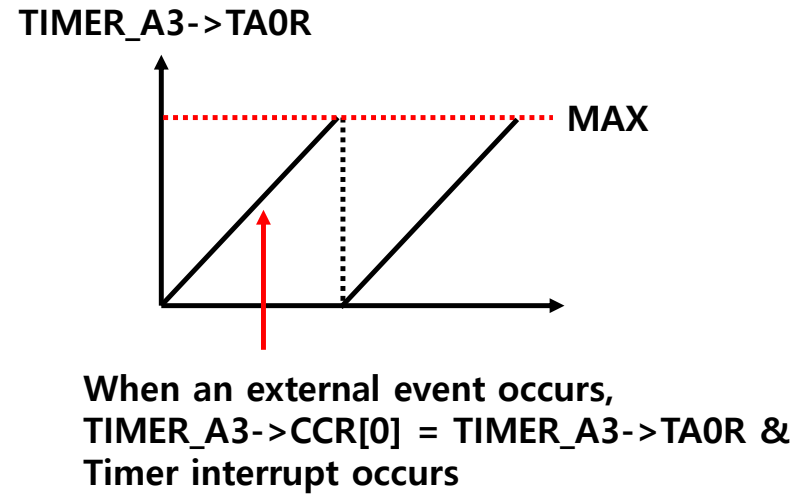 TIMER_A3->TA0R
MAX
When an external event occurs,
TIMER_A3->CCR[0] = TIMER_A3->TA0R &
Timer interrupt occurs